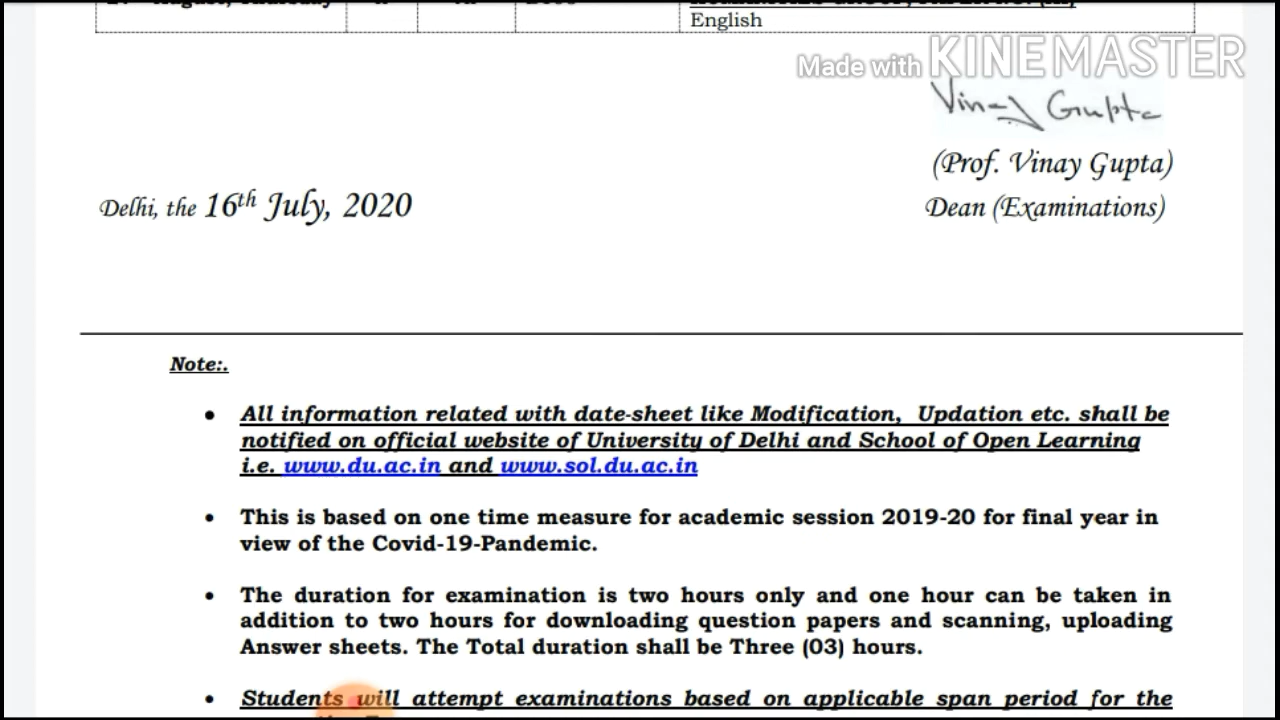 English
Made with KINEMASTER
Vinay Gupta
(Prof. Vinay Gupta)
Delhi, the 16th July, 2020
Dean (Examinations)
Note:.
• All information related with date-sheet like Modification, Updation etc. shall be
notified on official website of University of Delhi and School of Open Learning
i.e. www.du.ac.in and www.sol.du.ac.in
• This is based on one time measure for academic session 2019-20 for final year in
view of the Covid-19-Pandemic.
• The duration for examination is two hours only and one hour can be taken in
addition to two hours for downloading question papers and scanning, uploading
Answer sheets. The Total duration shall be Three (03) hours.
• Students will attempt examinations based on applicable span period for the